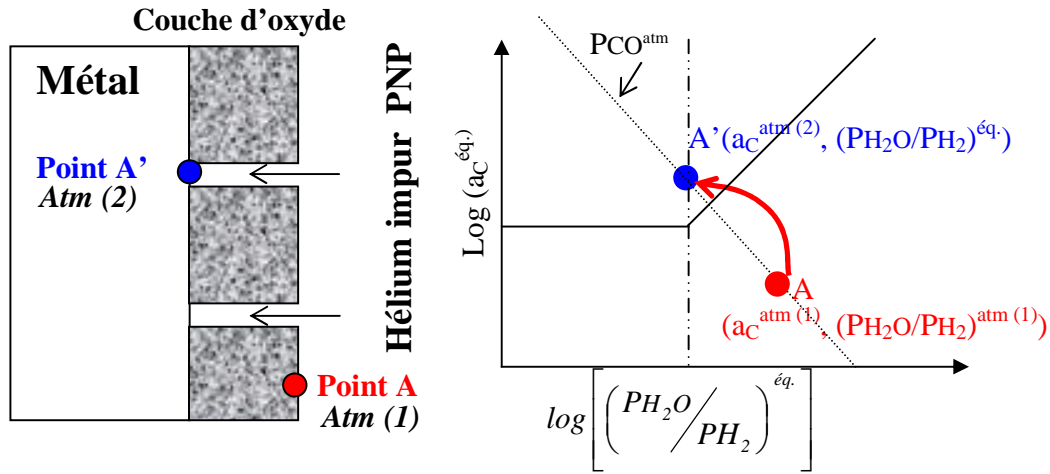 Couche d'oxyde
Métal
Point A'
Atm (2)
Hélium impur PNP
Point A
Atm (1)
PCO^atm
A'(a_C^atm (2), (PH2O/PH2)^éq.)
Log (a_C^éq.)
A
(a_C^atm (1), (PH2O/PH2)^atm (1))
log[(PH2O/PH2)^éq.]